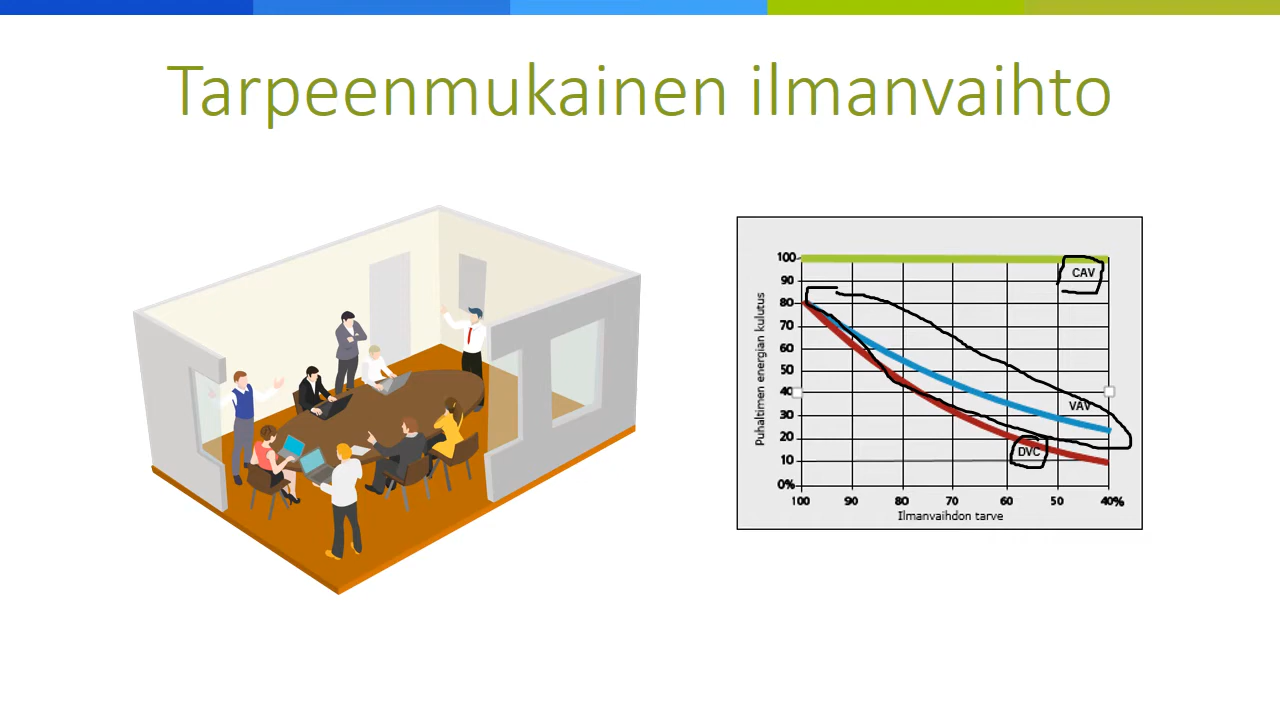 Tarpeenmukainen ilmanvaihto
Puhaltimen energian kulutus
100
90
80
70
60
50
40
30
20
10
0%
CAV
VAV
DVC
100 90 80 70 60 50 40%
Ilmanvaihdon tarve